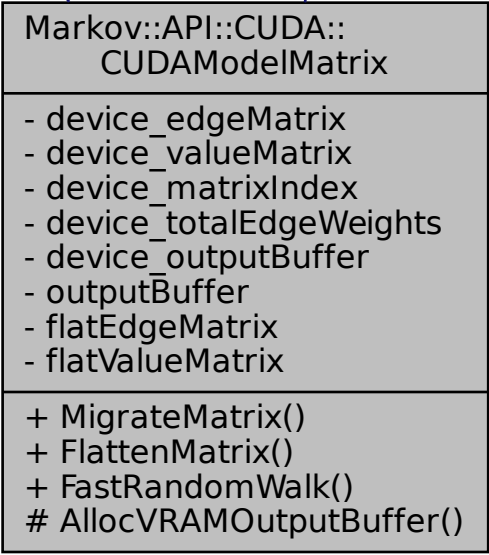 Markov::API::CUDA::
CUDAModelMatrix
- device_edgeMatrix
- device_valueMatrix
- device_matrixIndex
- device_totalEdgeWeights
- device_outputBuffer
- outputBuffer
- flatEdgeMatrix
- flatValueMatrix
+ MigrateMatrix()
+ FlattenMatrix()
+ FastRandomWalk()
# AllocVRAMOutputBuffer()